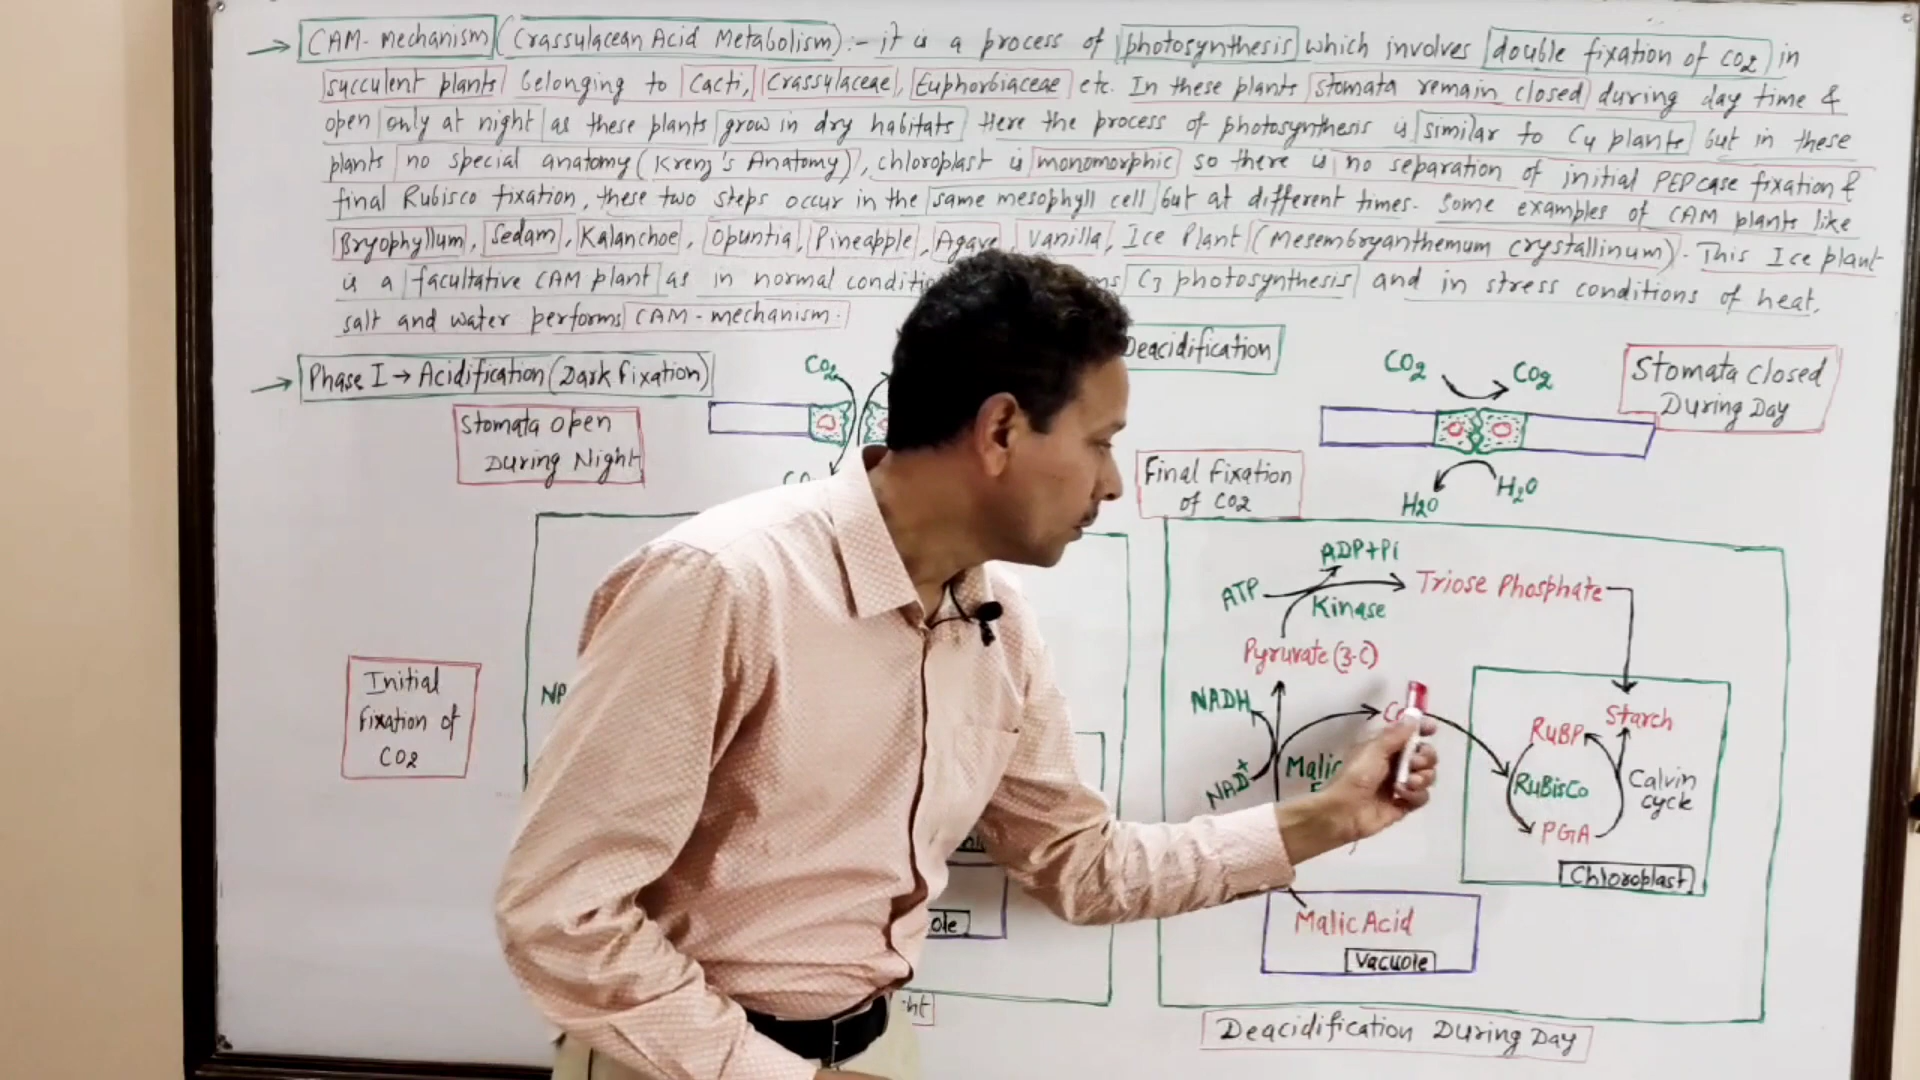 → CAM- mechanism (Crassulacean Acid Metabolism) :- it is a process of photosynthesis which involves double fixation of CO2 in
succulent plants belonging to Cacti, Crassulaceae, Euphorbiaceae etc. In these plants stomata remain closed during day time &
open only at night as these plants grow in dry habitats Here the process of photosynthesis is similar to C4 plants but in these
plants no special anatomy (Krenz's Anatomy), chloroplast is monomorphic so there is no separation of initial PEPcase fixation &
final Rubisco fixation, these two steps occur in the same mesophyll cell but at different times. Some examples of CAM plants like
Bryophyllum, Sedam, Kalanchoe, Opuntia, Pineapple, Agave, Vanilla, Ice Plant (Mesembryanthemum crystallinum). This Ice plant
is a facultative CAM plant as in normal C3 photosynthesis and in stress conditions of heat,
salt and water performs CAM-mechanism.
→ Phase I → Acidification (Dark fixation)
Deacidification
CO2
CO2 CO2
Stomata Closed
During Day
Stomata Open
During Night
Final Fixation
of CO2
H2O H2O
ADP+Pi
ATP
Kinase
Triose Phosphate
Pyruvate (3-C)
Initial
Fixation of
CO2
NADH
NAD+
RuBP
Starch
RuBisCo
Calvin
cycle
PGA
Chloroplast
Malic Acid
Vacuole
Deacidification During Day